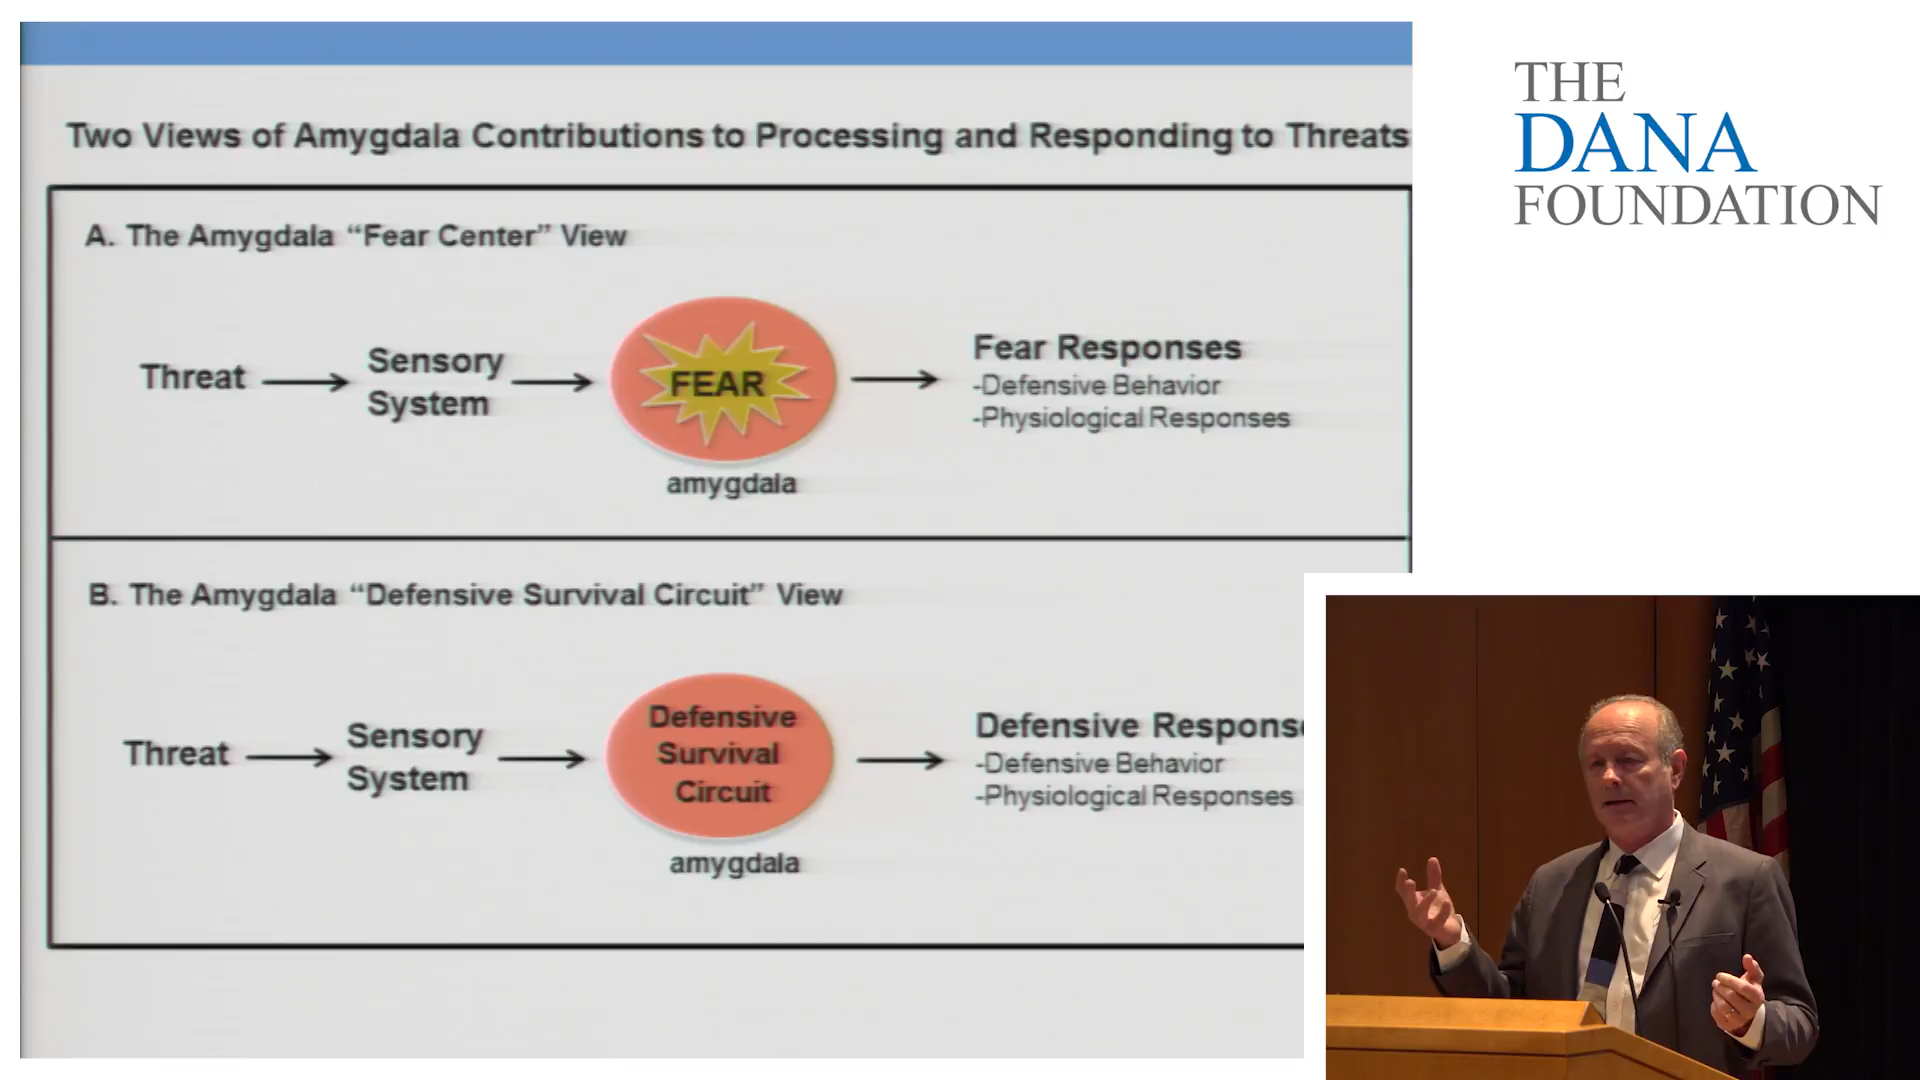 Two Views of Amygdala Contributions to Processing and Responding to Threats
A. The Amygdala “Fear Center” View
Threat
Sensory
System
FEAR
amygdala
Fear Responses
-Defensive Behavior
-Physiological Responses
B. The Amygdala “Defensive Survival Circuit” View
Threat
Sensory
System
Defensive
Survival
Circuit
amygdala
Defensive Respons
-Defensive Behavior
-Physiological Responses
THE
DANA
FOUNDATION